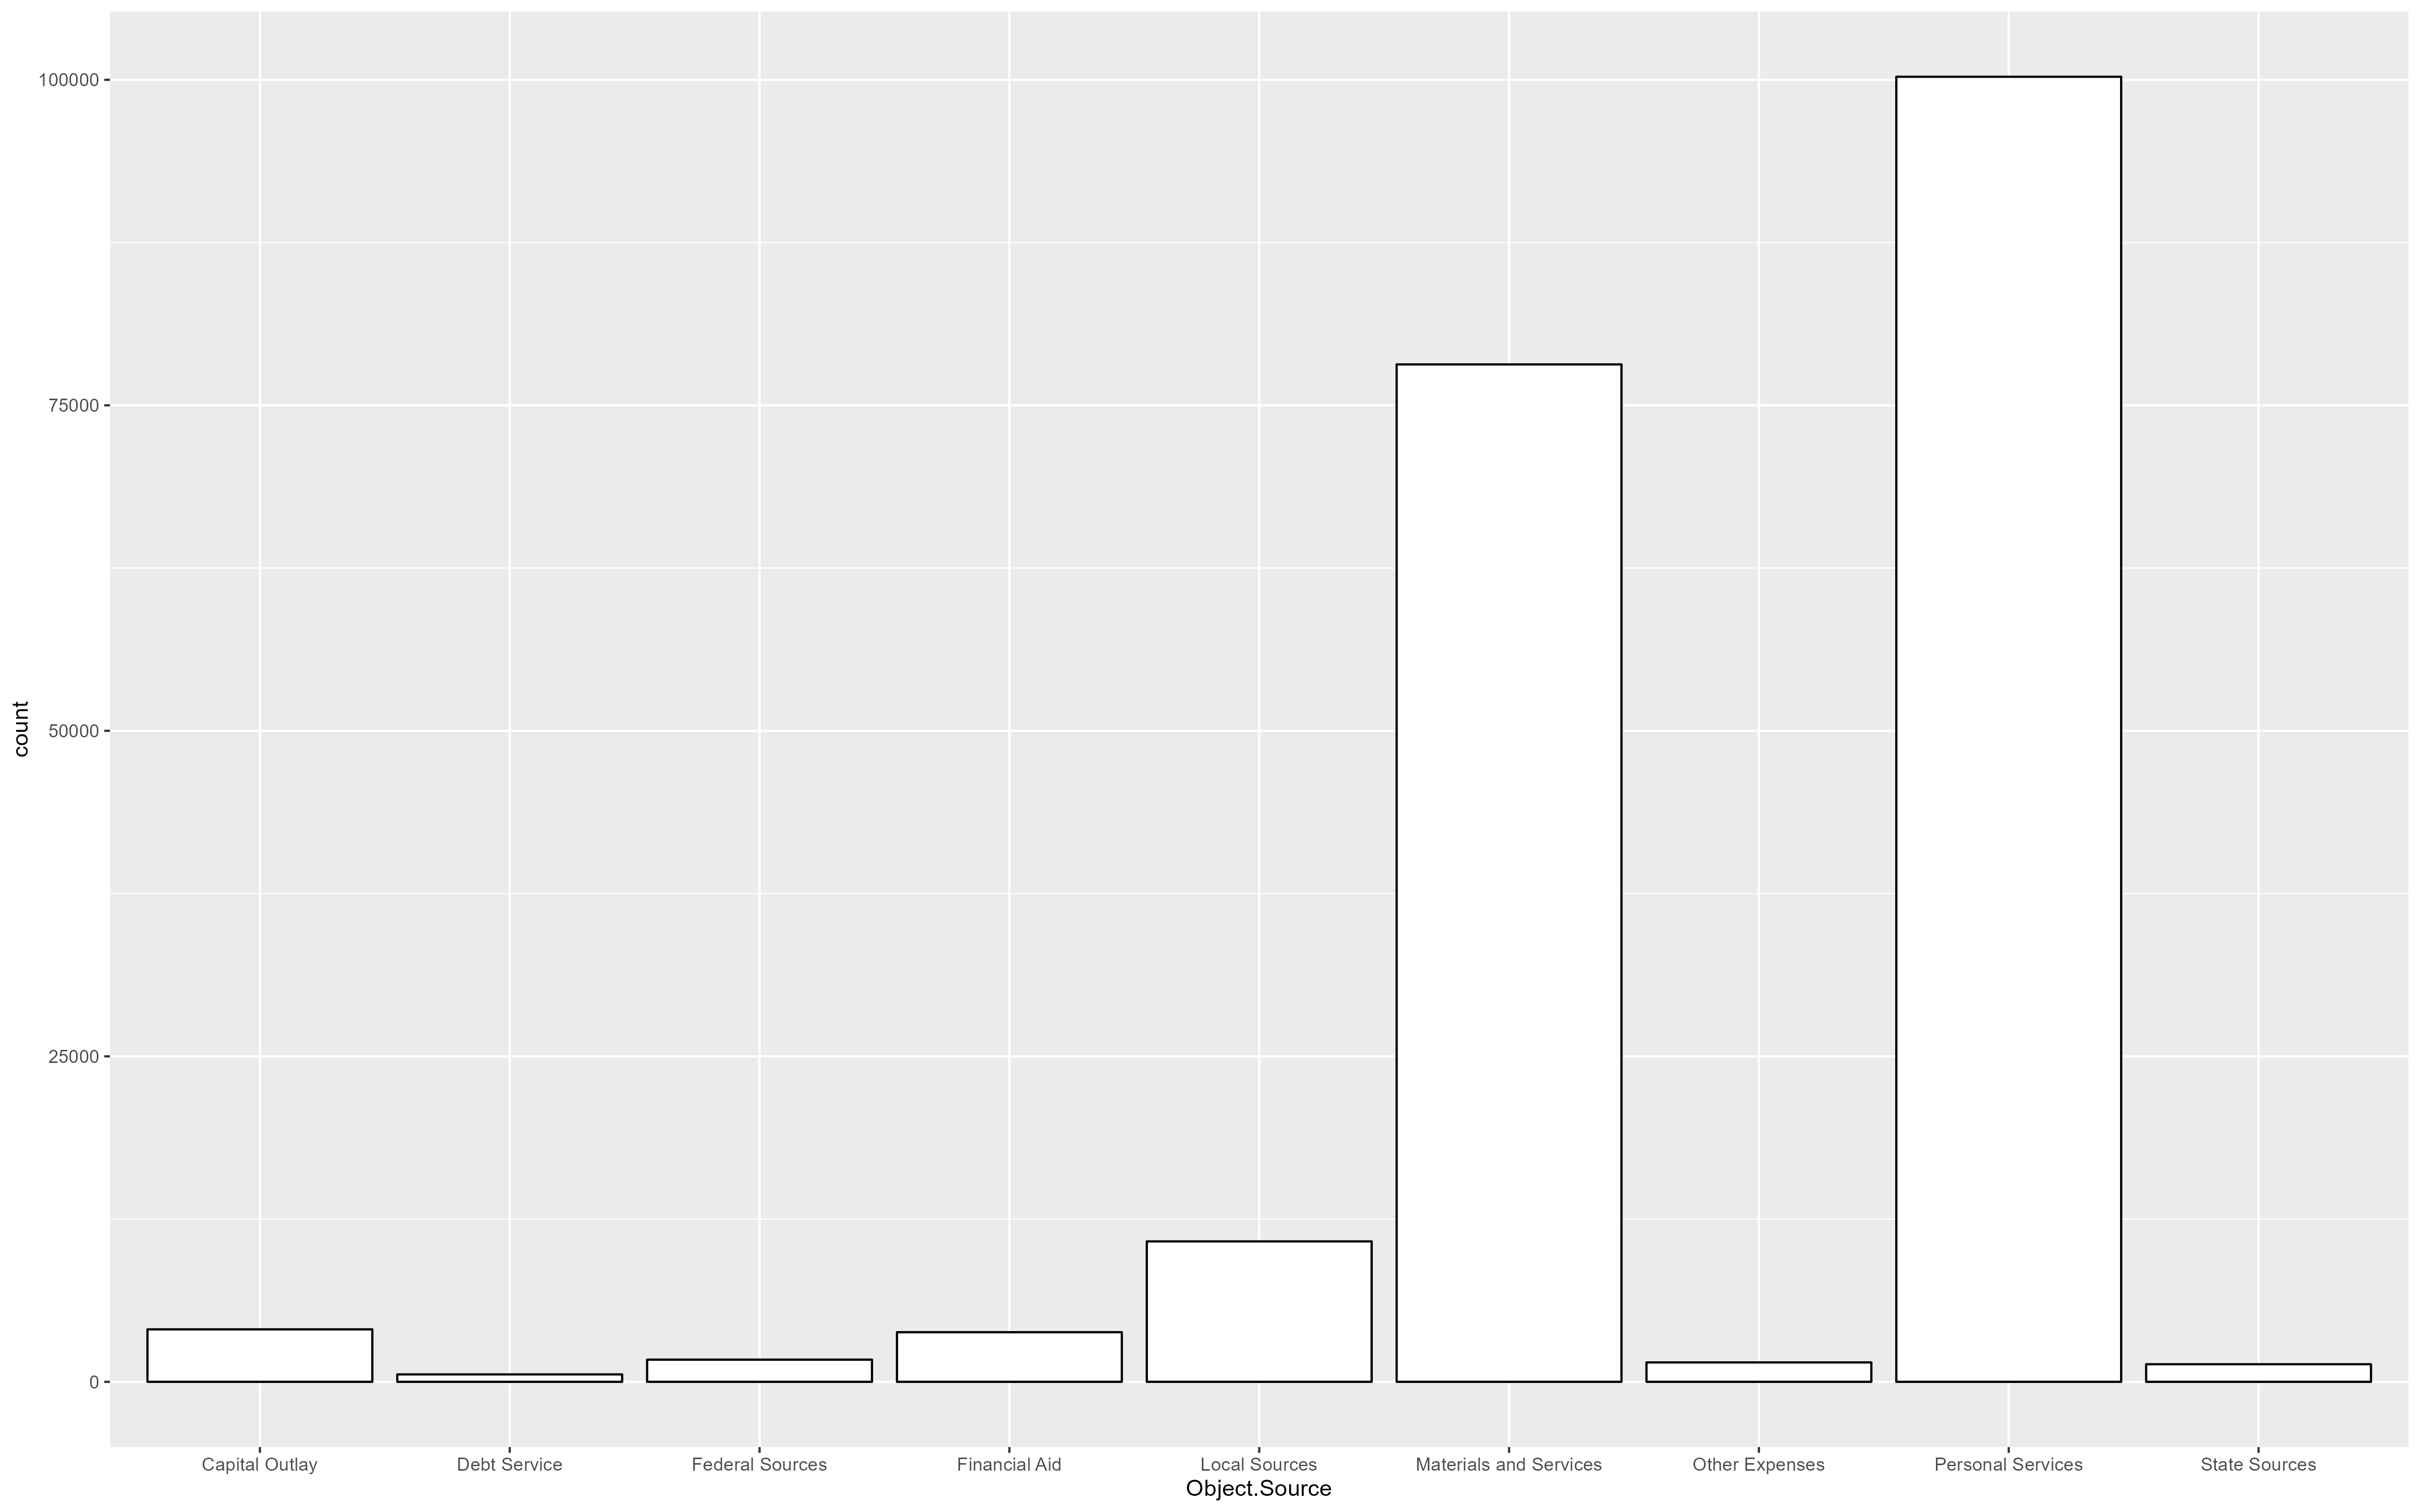 100000
75000
50000
25000
0
count
Capital Outlay
Debt Service
Federal Sources
Financial Aid
Local Sources
Materials and Services
Other Expenses
Personal Services
State Sources
Object.Source